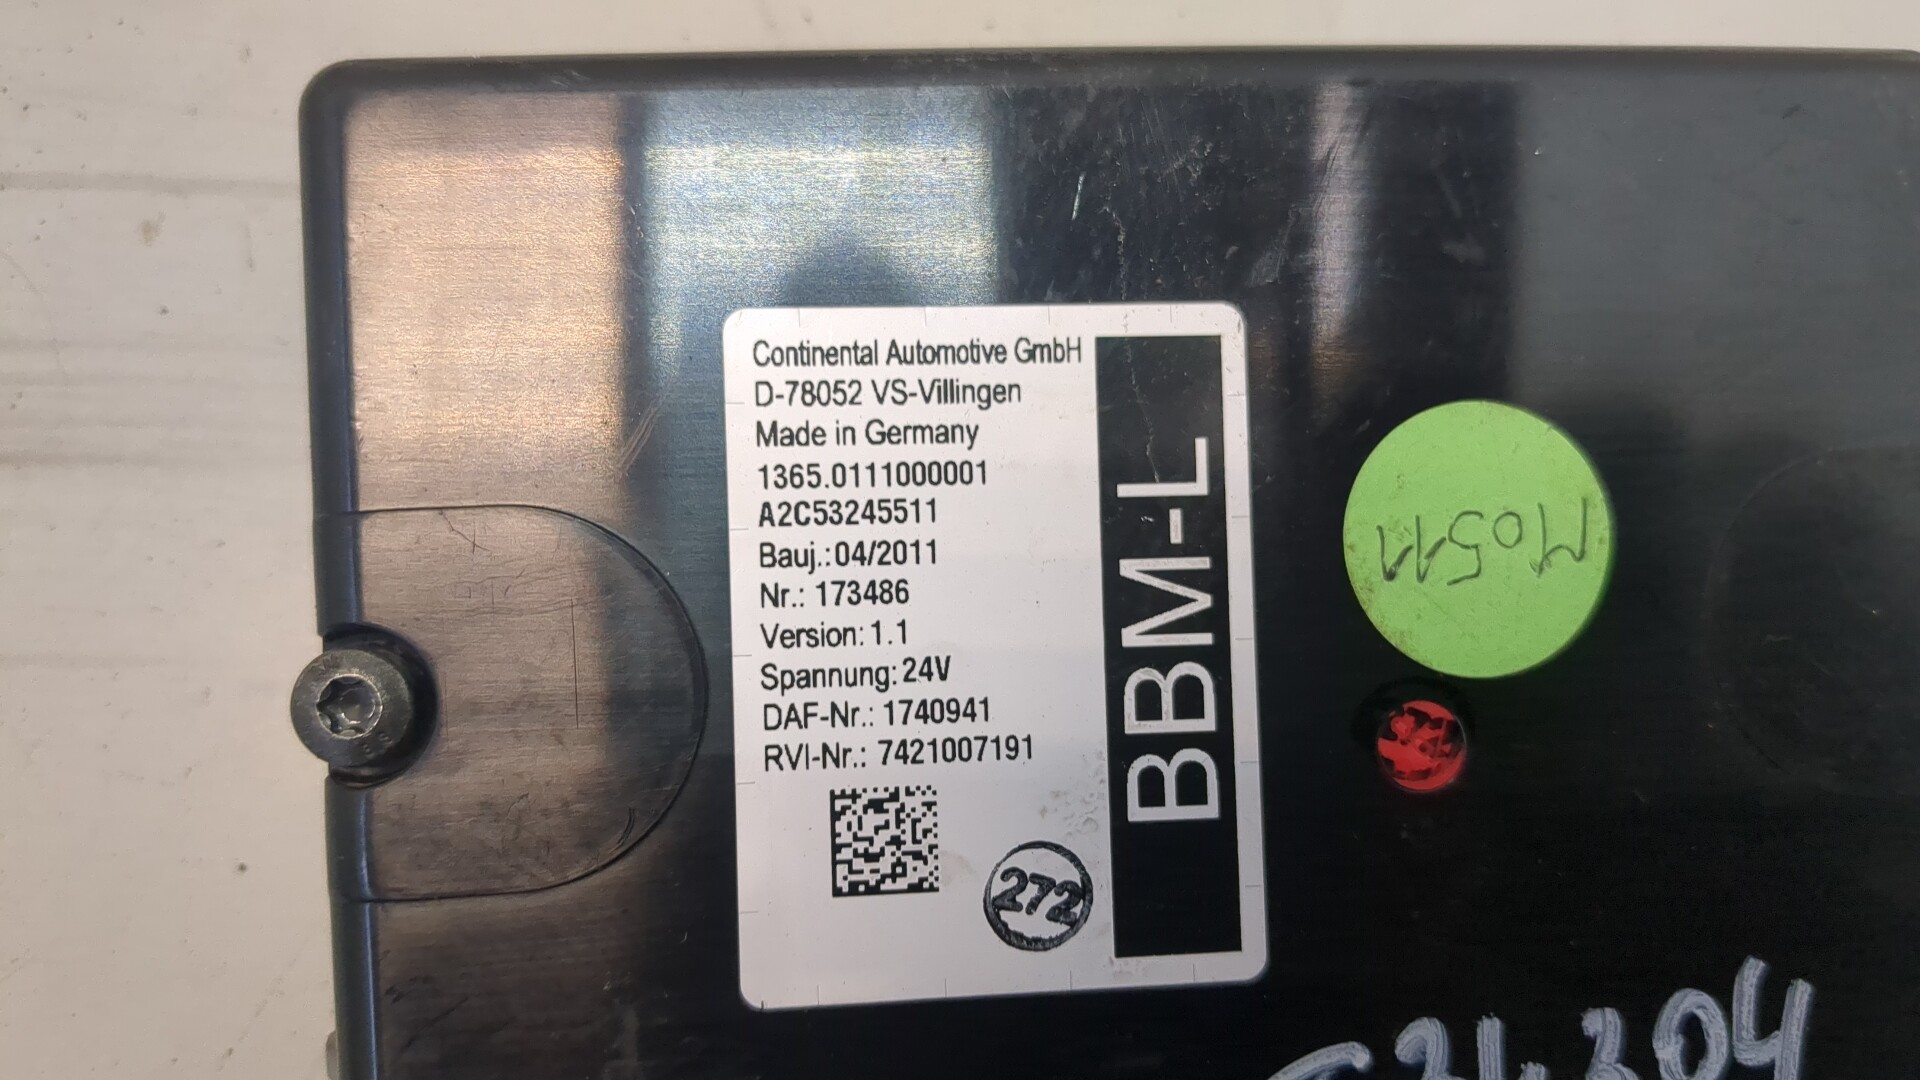 Continental Automotive GmbH
D-78052 VS-Villingen
Made in Germany
1365.0111000001
A2C53245511
Bauj.:04/2011
Nr.: 173486
Version: 1.1
Spannung: 24V
DAF-Nr.: 1740941
RVI-Nr.: 7421007191
272
BBM-L
M0511